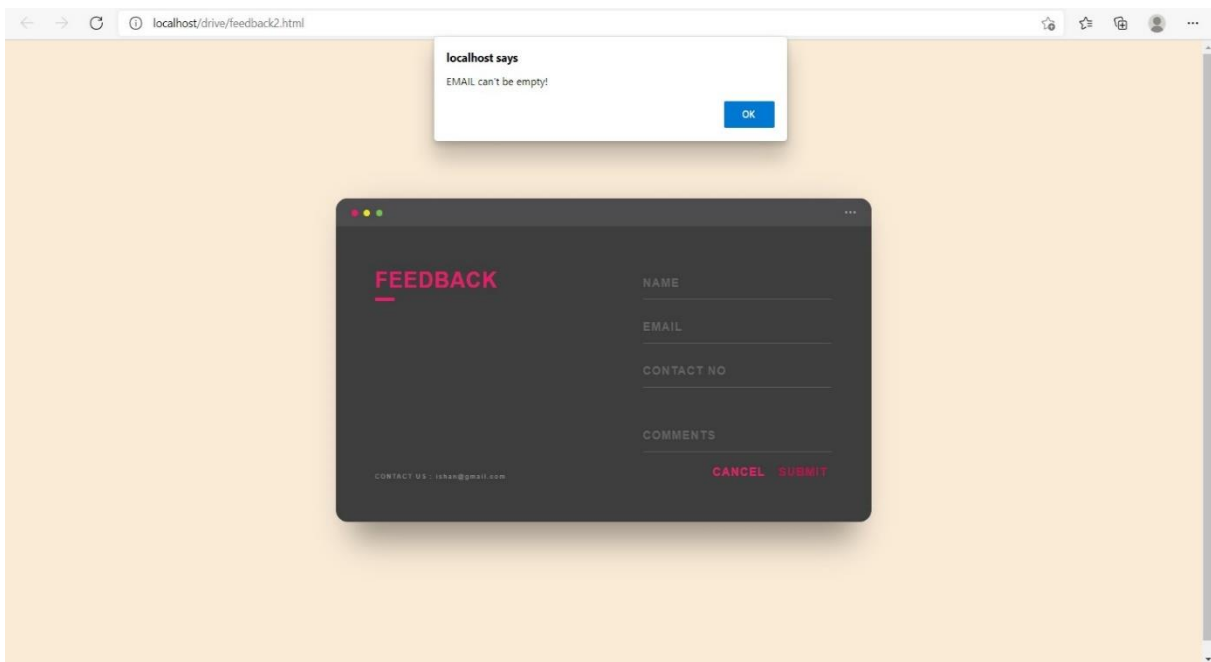 localhost/drive/feedback2.html
localhost says
EMAIL can't be empty!
OK
FEEDBACK
NAME
EMAIL
CONTACT NO
COMMENTS
CANCEL SUBMIT
CONTACT US : ishan@gmail.com